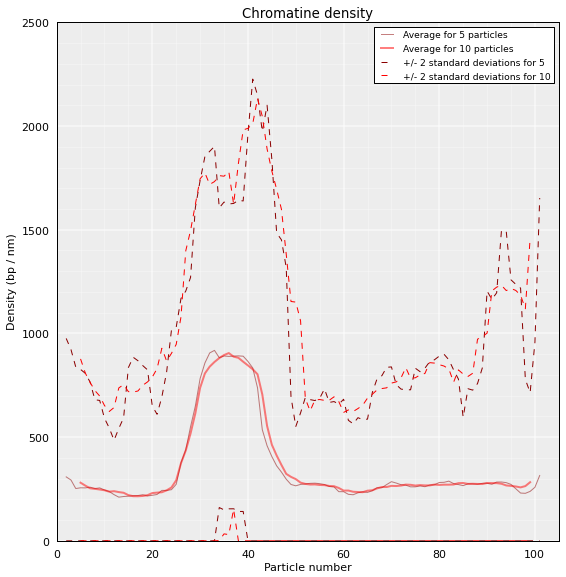 Chromatine density
Average for 5 particles
Average for 10 particles
+/- 2 standard deviations for 5
+/- 2 standard deviations for 10
2500
2000
1500
1000
500
0
Density (bp / nm)
0 20 40 60 80 100
Particle number